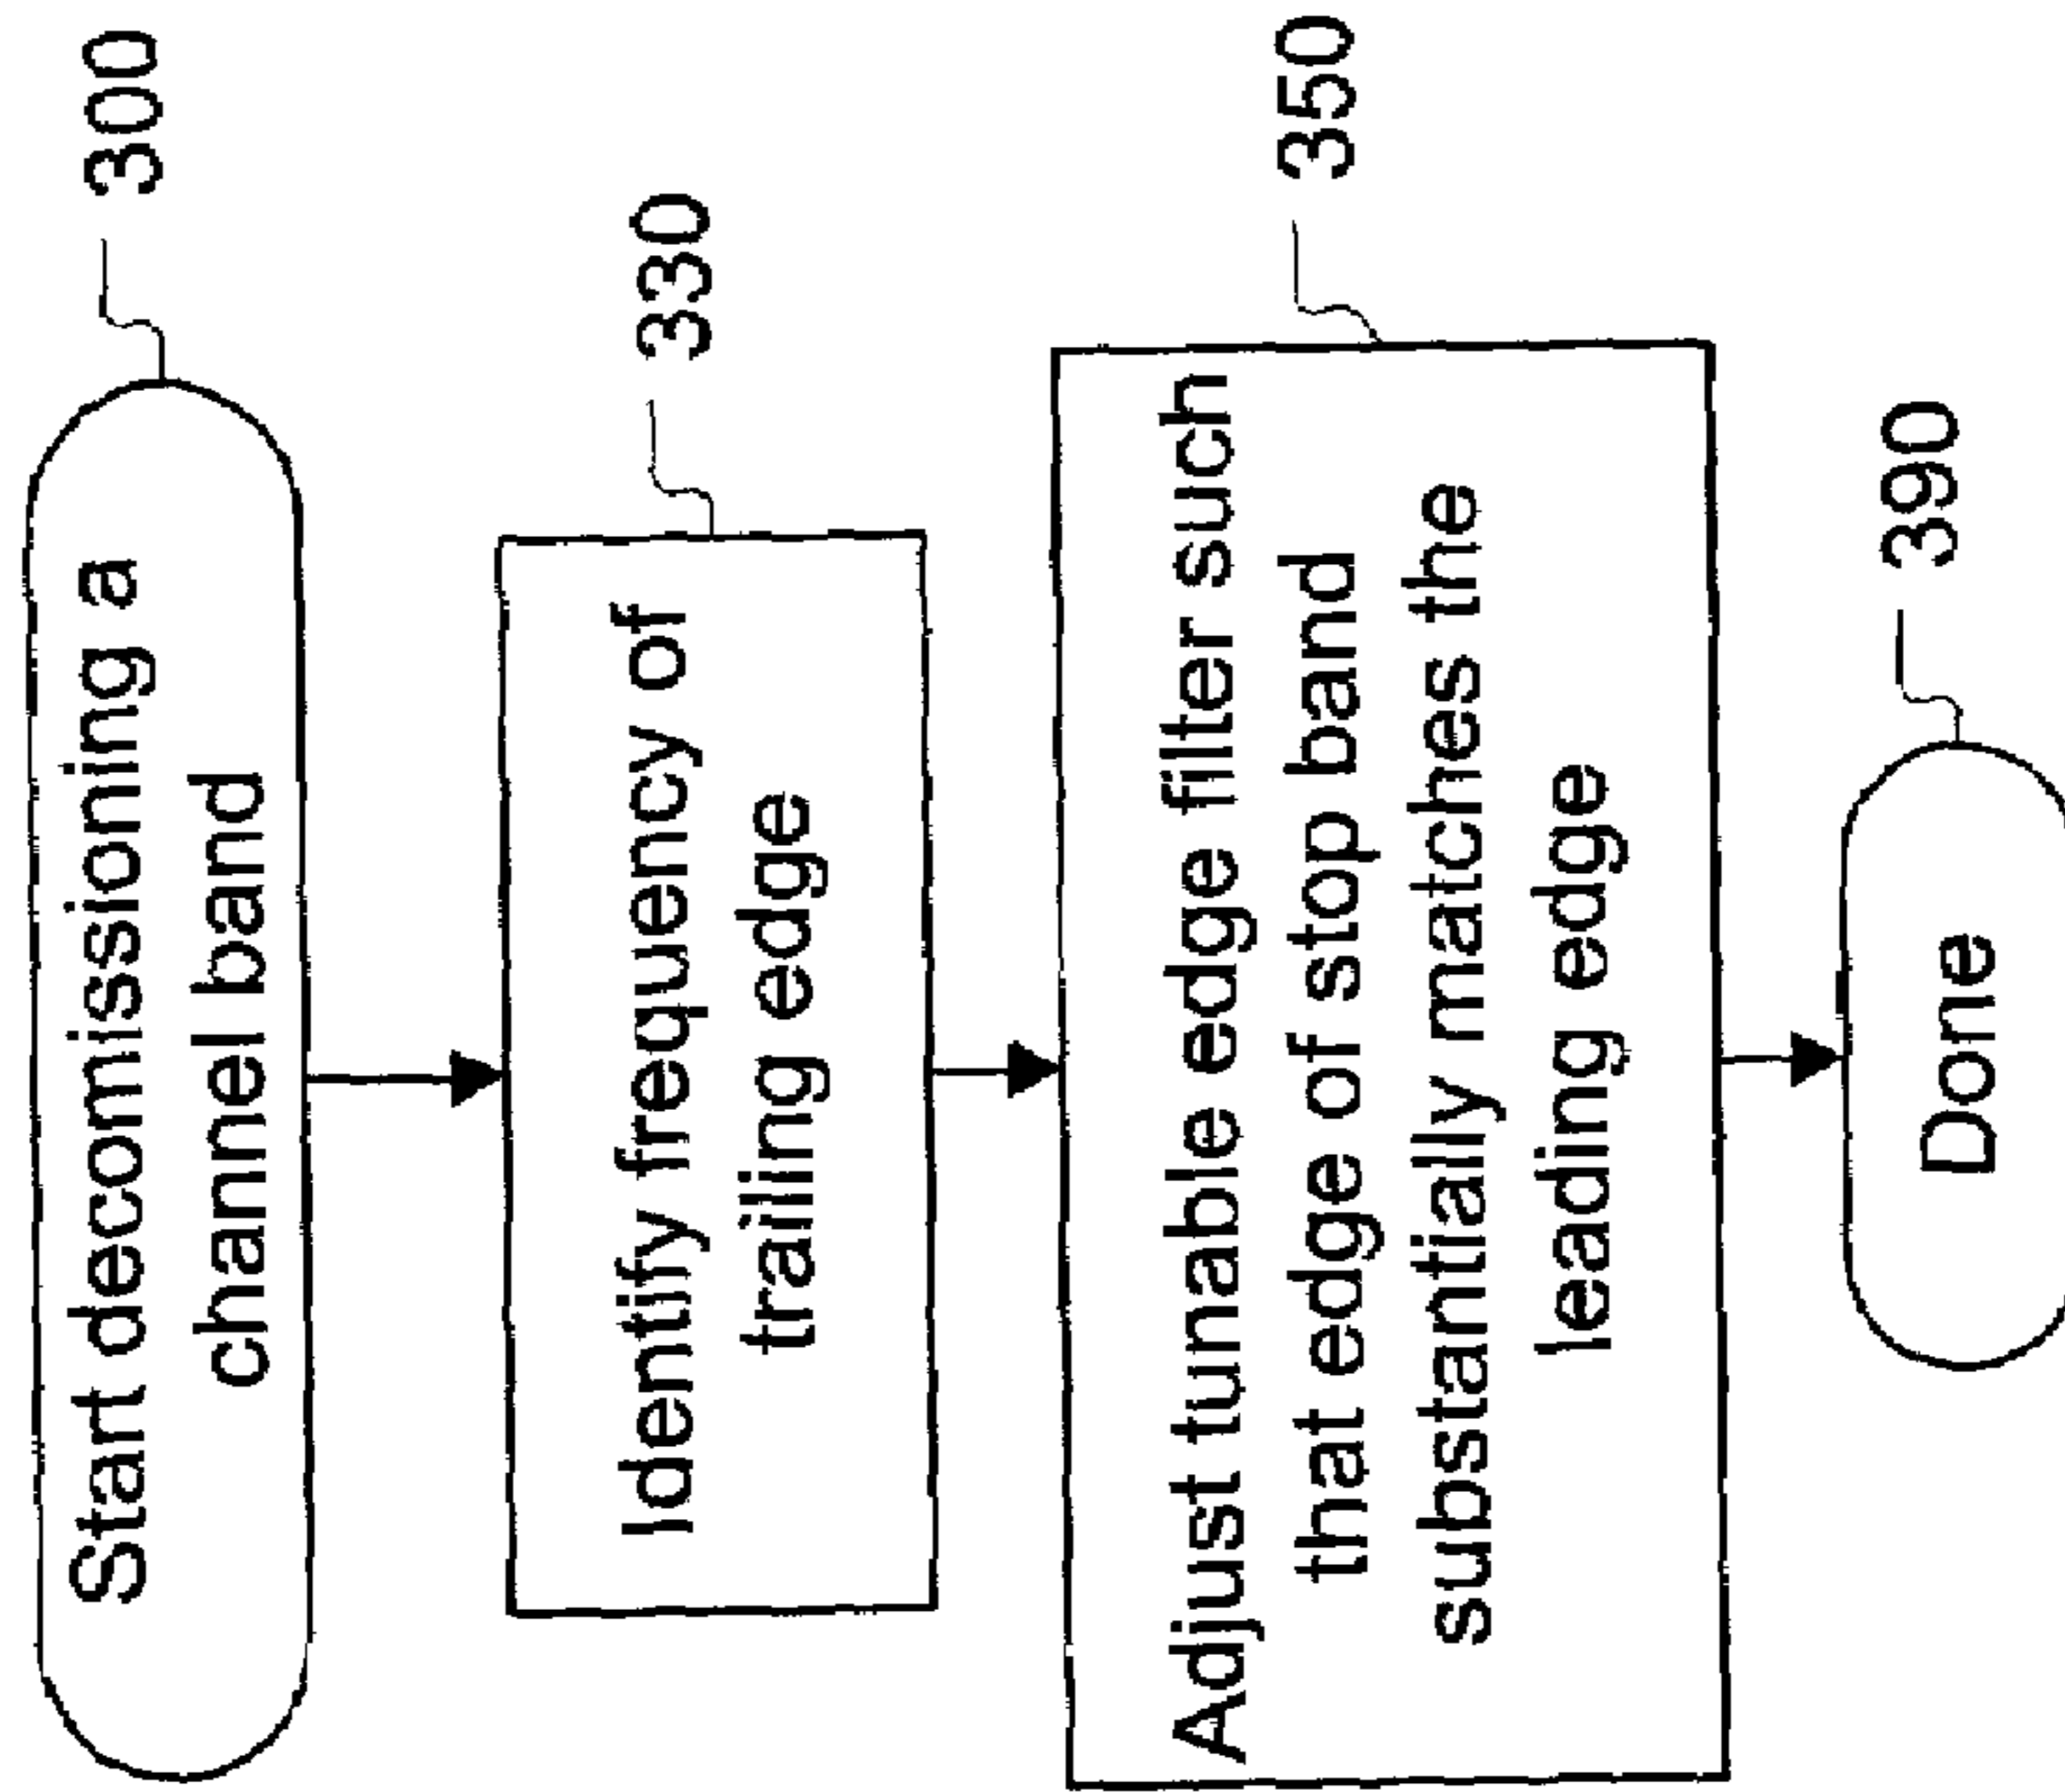 Start decomissioning a
channel band
300
Identify frequency of
trailing edge
330
Adjust tunable edge filter such
that edge of stop band
substantially matches the
leading edge
350
Done
390